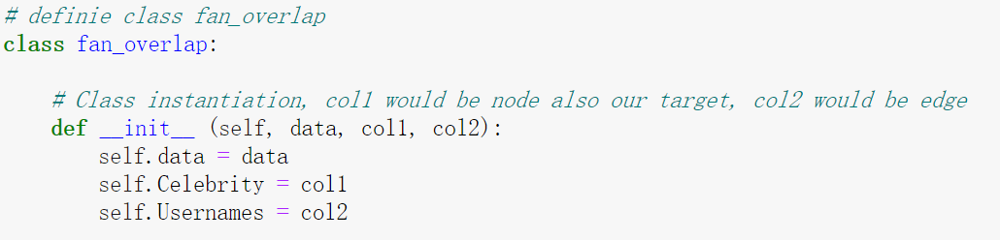 # definie class fan_overlap
class fan_overlap:
# Class instantiation, col1 would be node also our target, col2 would be edge
def __init__ (self, data, col1, col2):
self.data = data
self.Celebrity = col1
self.Usernames = col2